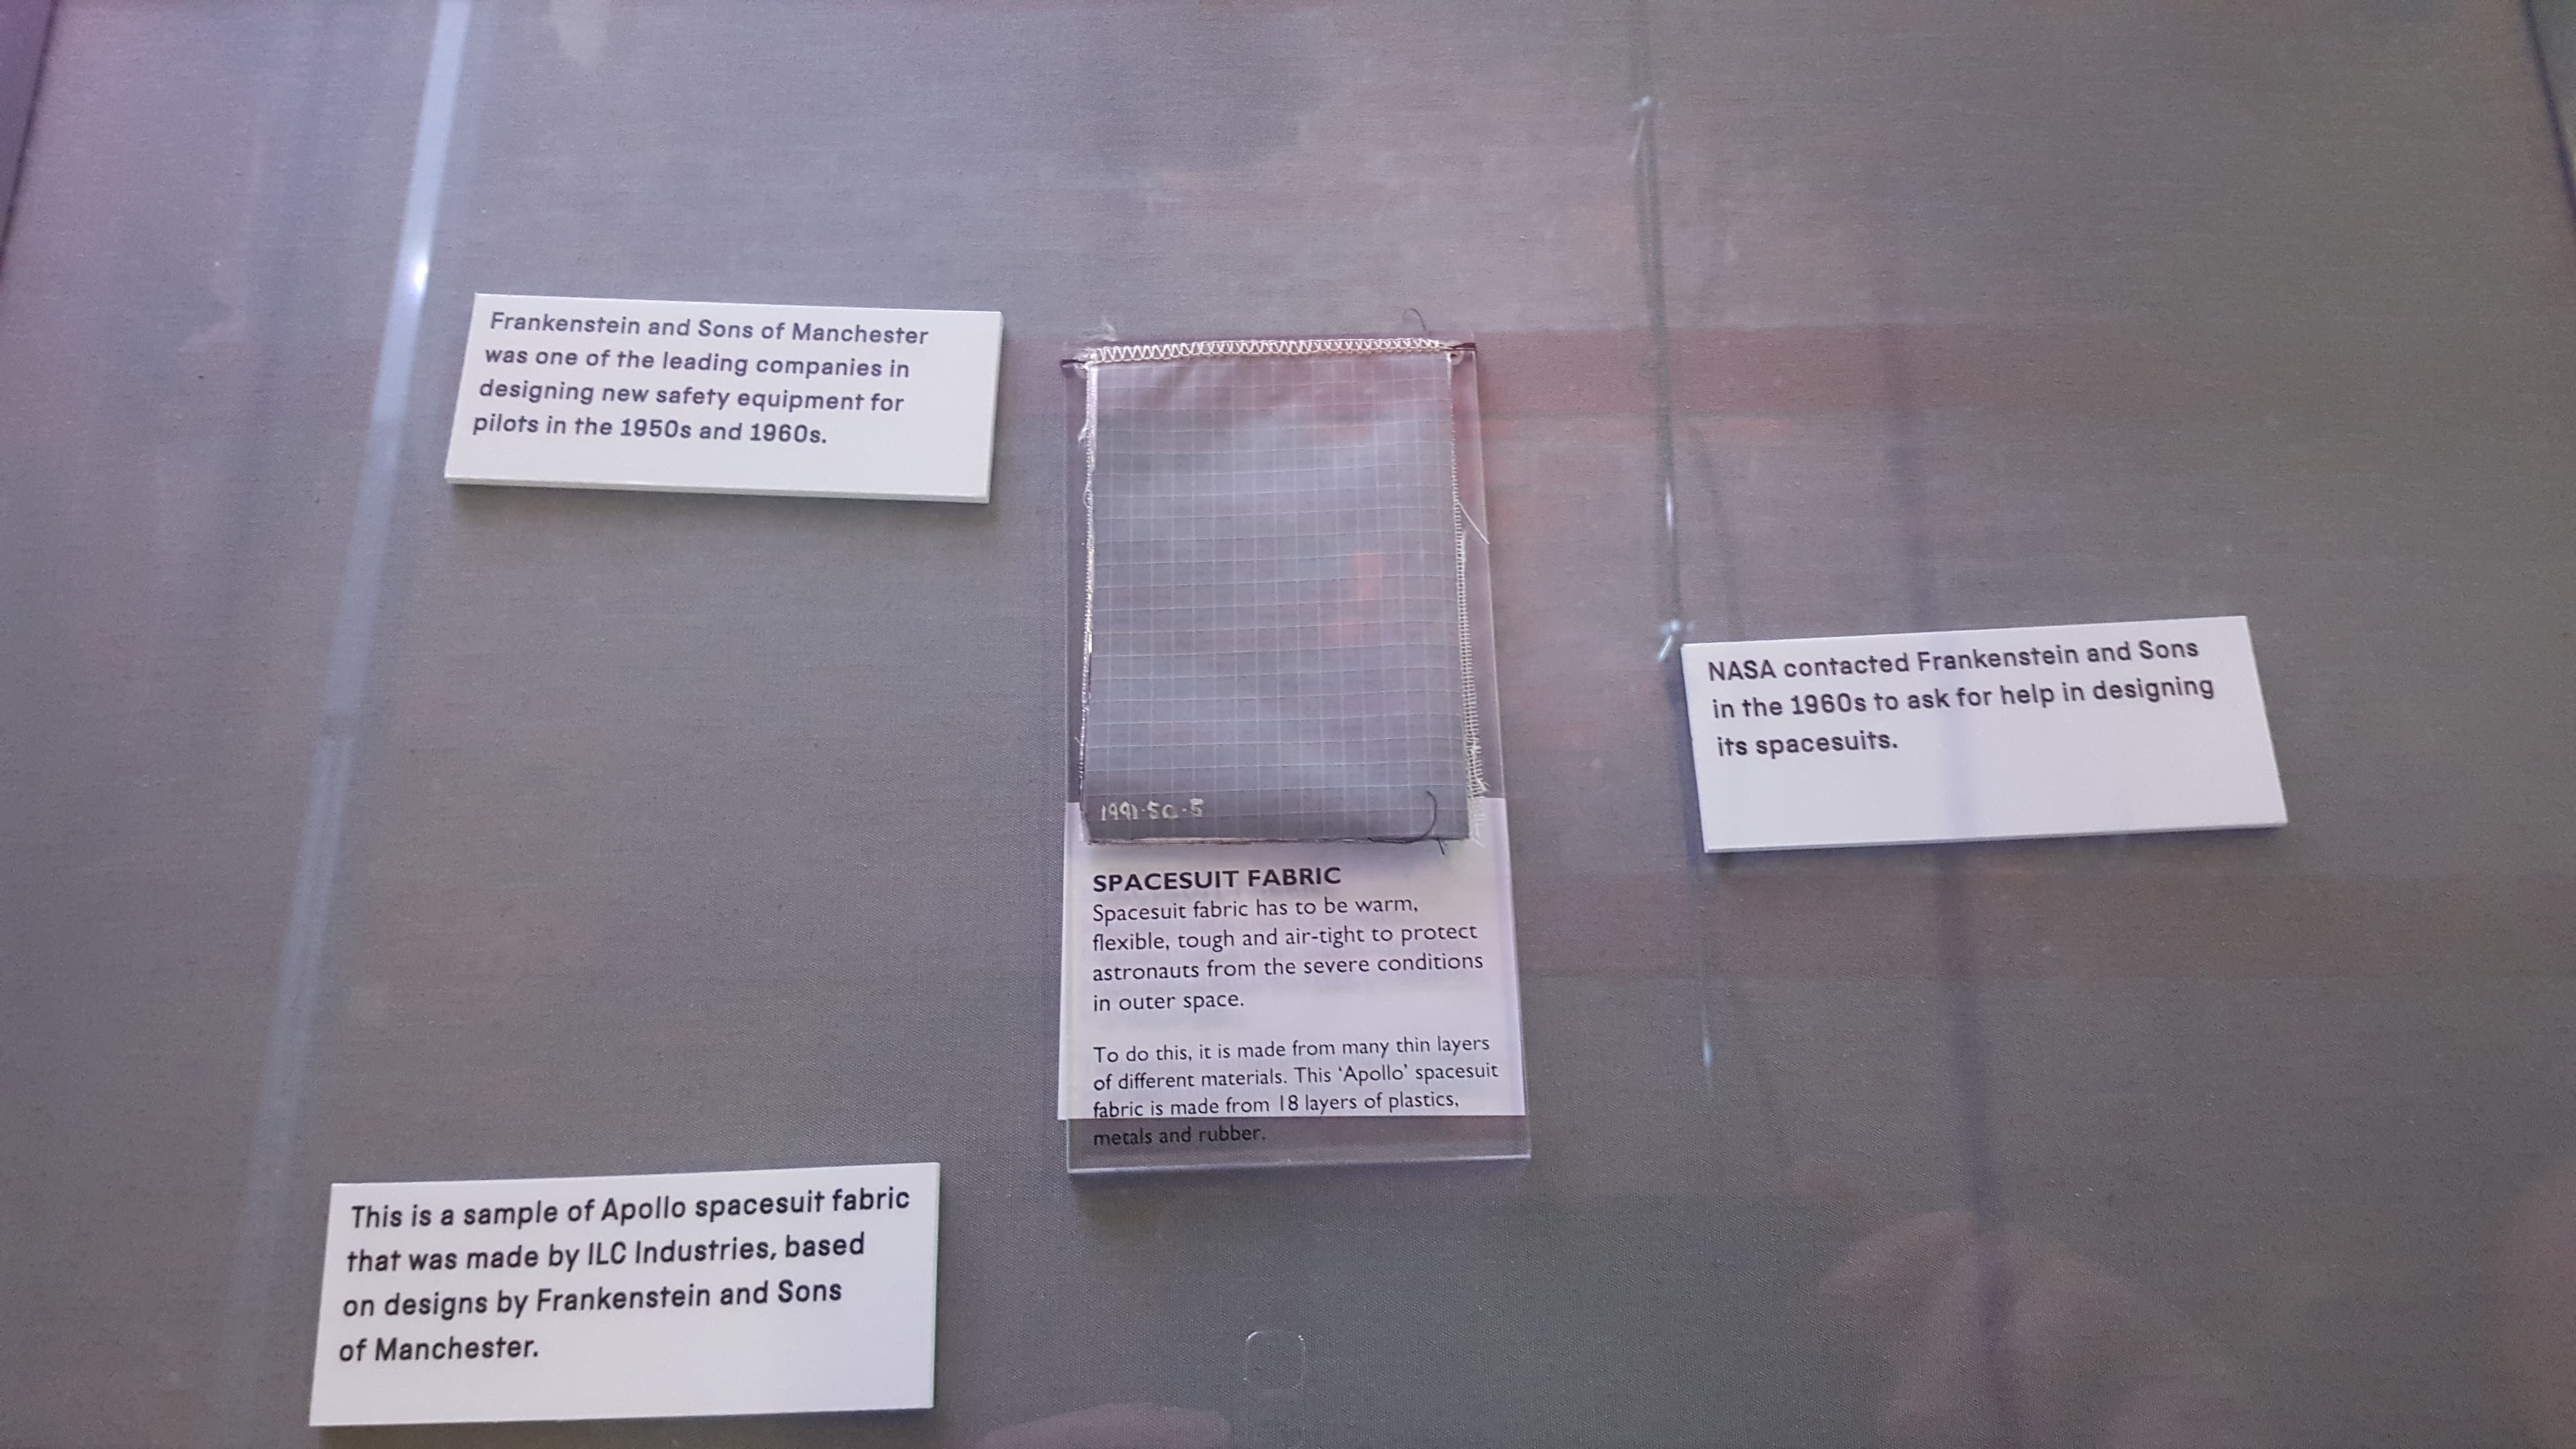 Frankenstein and Sons of Manchester
was one of the leading companies in
designing new safety equipment for
pilots in the 1950s and 1960s.
NASA contacted Frankenstein and Sons
in the 1960s to ask for help in designing
its spacesuits.
1991·50·5
SPACESUIT FABRIC
Spacesuit fabric has to be warm,
flexible, tough and air-tight to protect
astronauts from the severe conditions
in outer space.
To do this, it is made from many thin layers
of different materials. This ‘Apollo’ spacesuit
fabric is made from 18 layers of plastics,
metals and rubber.
This is a sample of Apollo spacesuit fabric
that was made by ILC Industries, based
on designs by Frankenstein and Sons
of Manchester.